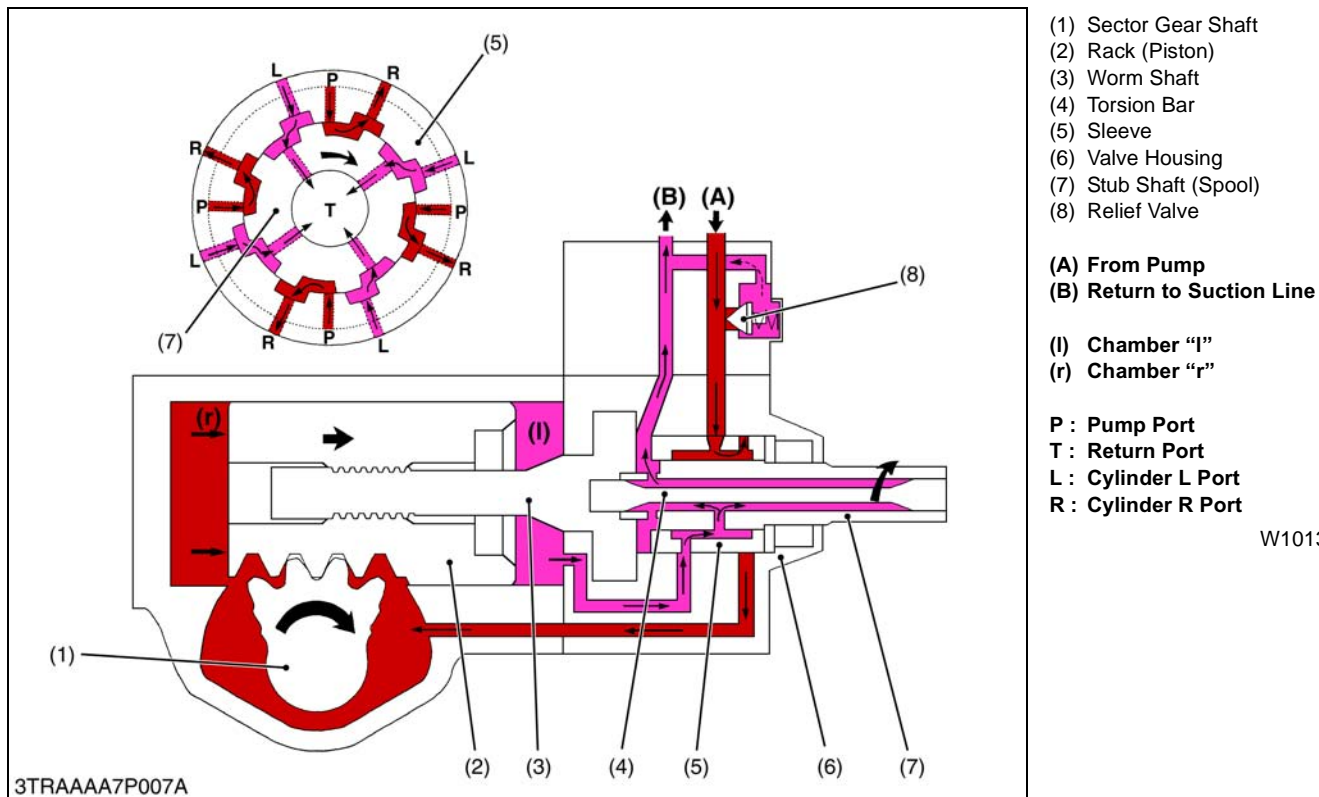 (5)
L
P
R
R
L
P
P
T
L
R
R
P
L
(7)
(B)
(A)
(8)
(r)
(l)
(1)
(2)
(3)
(4)
(5)
(6)
(7)
3TRAAAA7P007A
(1) Sector Gear Shaft
(2) Rack (Piston)
(3) Worm Shaft
(4) Torsion Bar
(5) Sleeve
(6) Valve Housing
(7) Stub Shaft (Spool)
(8) Relief Valve
(A) From Pump
(B) Return to Suction Line
(l) Chamber “l”
(r) Chamber “r”
P : Pump Port
T : Return Port
L : Cylinder L Port
R : Cylinder R Port